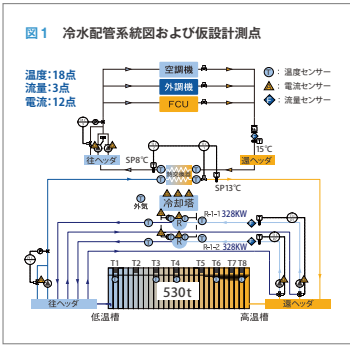 図1 冷水配管系統図および仮設計測点
温度:18点
流量:3点
電流:12点
空調機
外調機
FCU
T : 温度センサー
A : 電流センサー
F : 流量センサー
往ヘッダ
SP8℃
15℃
還ヘッダ
熱交換器
SP13℃
冷却塔
T
外気
R
R-1-1 328KW
R
R-1-2 328KW
T1 T2 T3 T4 T5 T6 T7 T8
530t
往ヘッダ
還ヘッダ
低温槽
高温槽